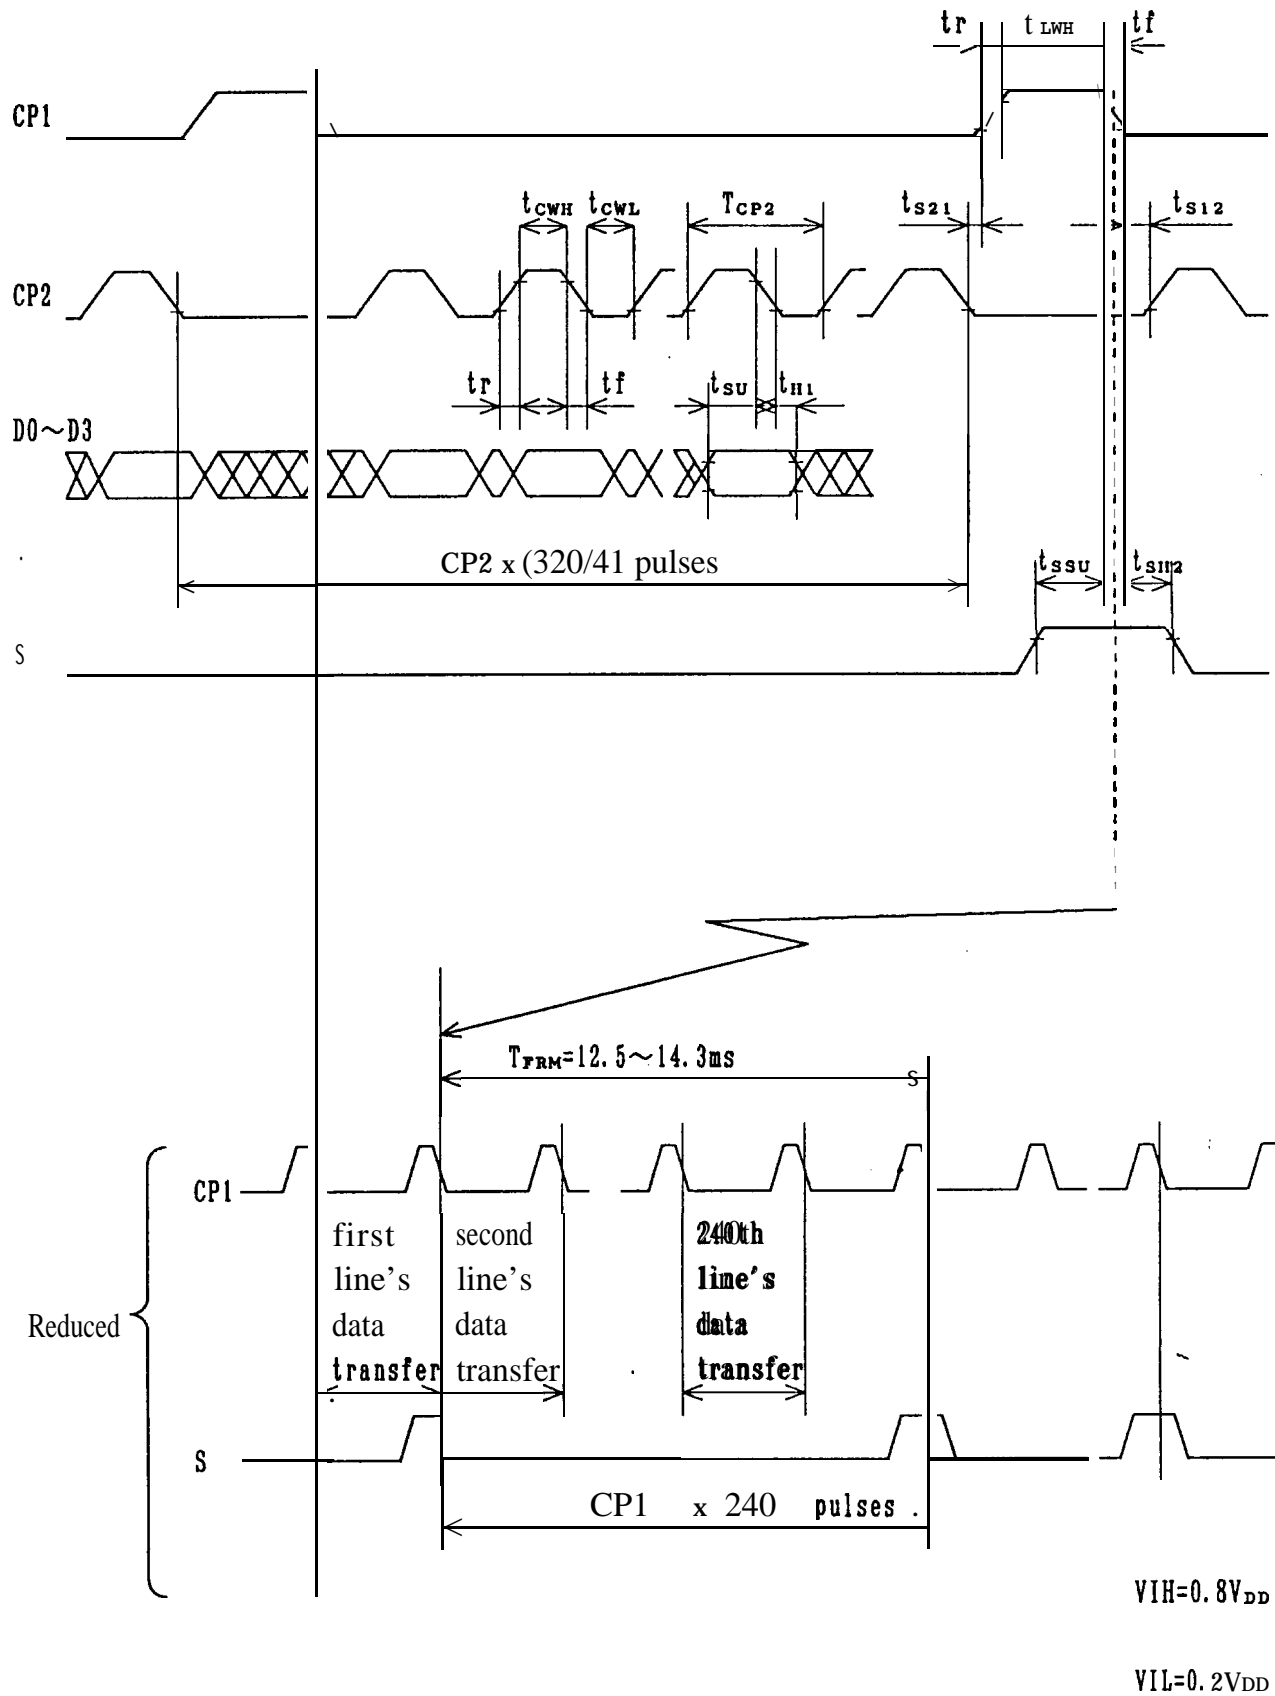 tr t LWH tf
CP1
tCWH tCWL TCP2 tS21 tS12
CP2
tr tf tSU tH1
D0～D3
CP2 x (320/41 pulses
tSSU tSH2
S
TFRM=12.5～14.3ms
S
CP1
first second 240th
line's line's line's
data data data
transfer transfer transfer
Reduced
S
CP1 x 240 pulses .
VIH=0.8VDD
VIL=0.2VDD